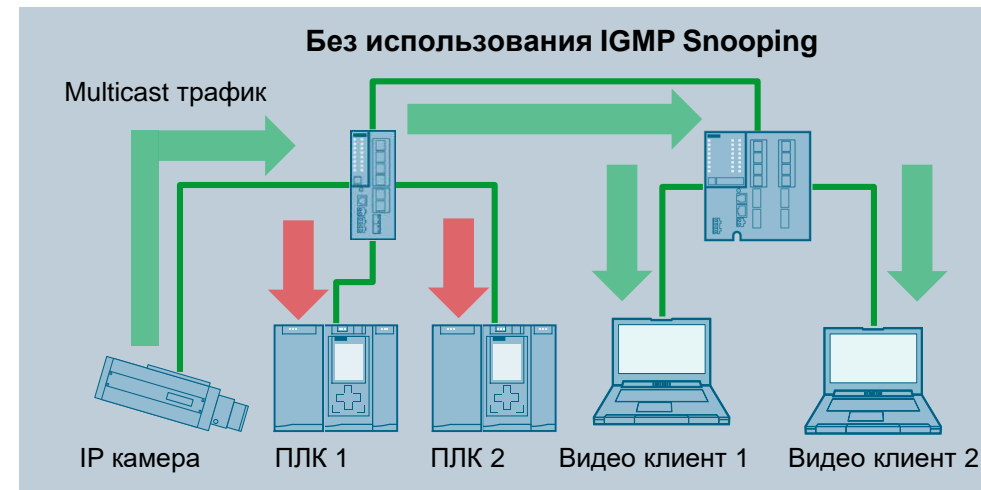 Без использования IGMP Snooping
Multicast трафик
IP камера
ПЛК 1
ПЛК 2
Видео клиент 1
Видео клиент 2